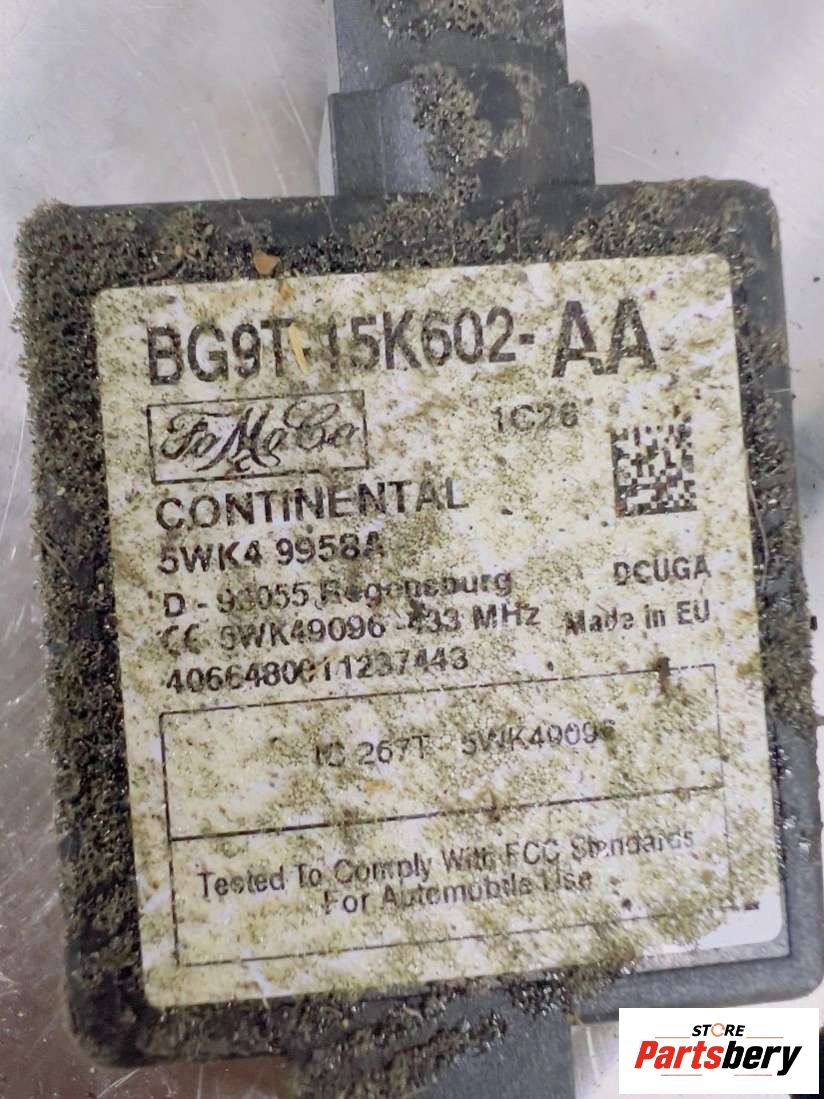 BG9T-15K602-AA
FoMoCo
1C26
CONTINENTAL
5WK4 9958A
D - 93055 Regensburg
DCUGA
CE 5WK49096 433 MHz
Made in EU
IC 267T - 5WK49096
Tested To Comply With FCC Standards
For Automobile Use
STORE
Partsbery